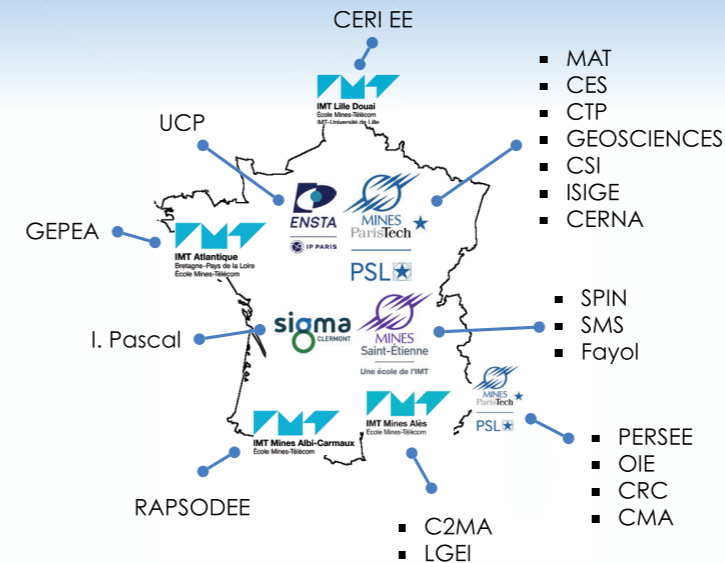 CERI EE
IMT Lille Douai
École Mines-Télécom
IMT-Université de Lille
MAT
CES
CTP
GEOSCIENCES
CSI
ISIGE
CERNA
UCP
ENSTA
IP PARIS
MINES
ParisTech
PSL
GEPEA
IMT Atlantique
Bretagne-Pays de la Loire
École Mines-Télécom
I. Pascal
sigma
CLERMONT
MINES
Saint-Étienne
Une école de l'IMT
SPIN
SMS
Fayol
IMT Mines Albi-Carmaux
École Mines-Télécom
IMT Mines Alès
École Mines-Télécom
MINES
ParisTech
PSL
PERSEE
OIE
CRC
CMA
RAPSODEE
C2MA
LGEI